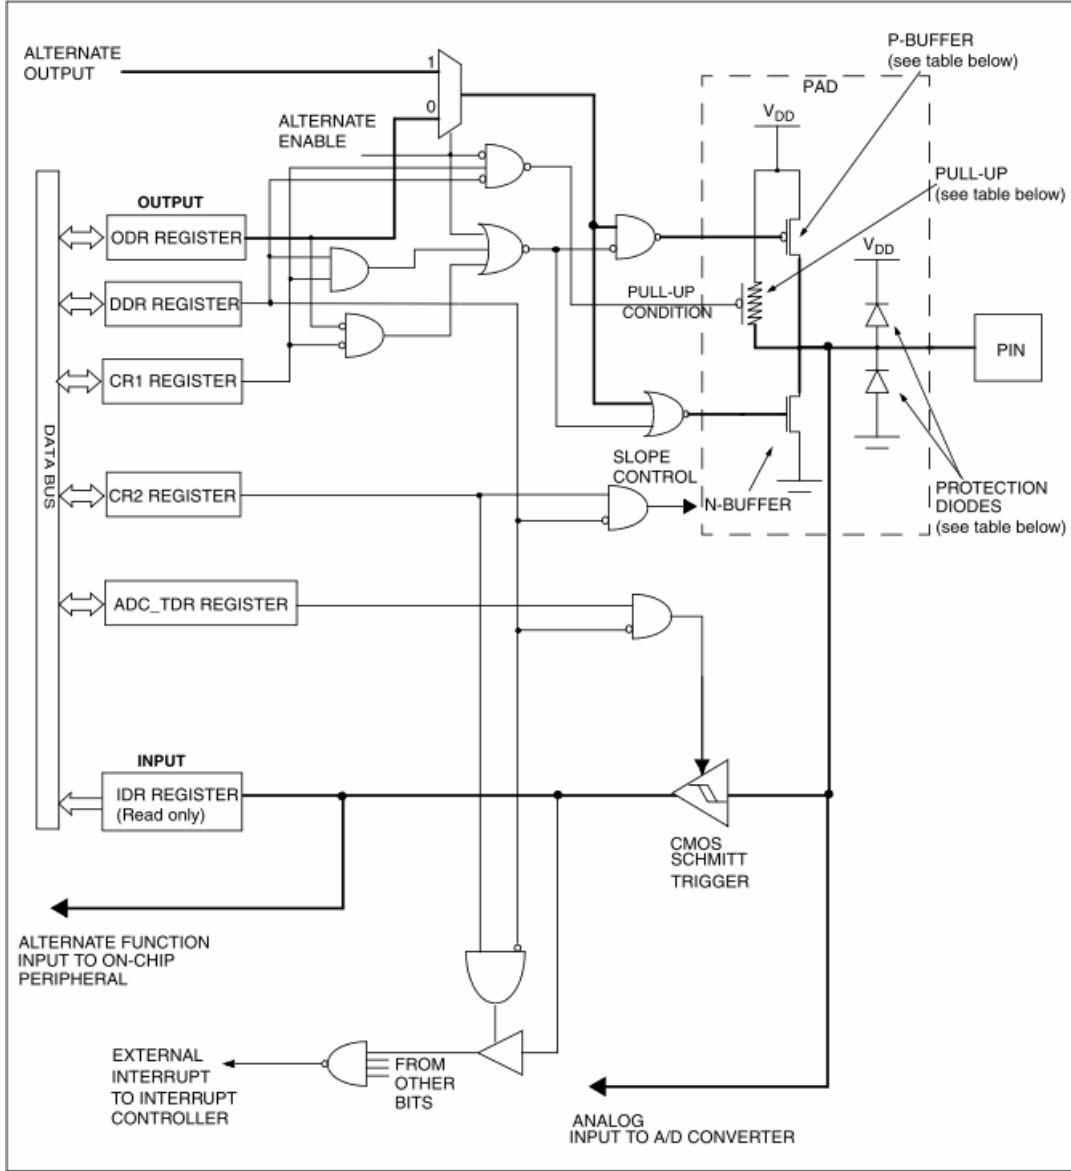 ALTERNATE
OUTPUT
1
0
ALTERNATE
ENABLE
P-BUFFER
(see table below)
PAD
VDD
PULL-UP
(see table below)
VDD
OUTPUT
ODR REGISTER
DDR REGISTER
PULL-UP
CONDITION
PIN
CR1 REGISTER
DATA BUS
SLOPE
CONTROL
CR2 REGISTER
N-BUFFER
PROTECTION
DIODES
(see table below)
ADC_TDR REGISTER
INPUT
IDR REGISTER
(Read only)
CMOS
SCHMITT
TRIGGER
ALTERNATE FUNCTION
INPUT TO ON-CHIP
PERIPHERAL
EXTERNAL
INTERRUPT
TO INTERRUPT
CONTROLLER
FROM
OTHER
BITS
ANALOG
INPUT TO A/D CONVERTER